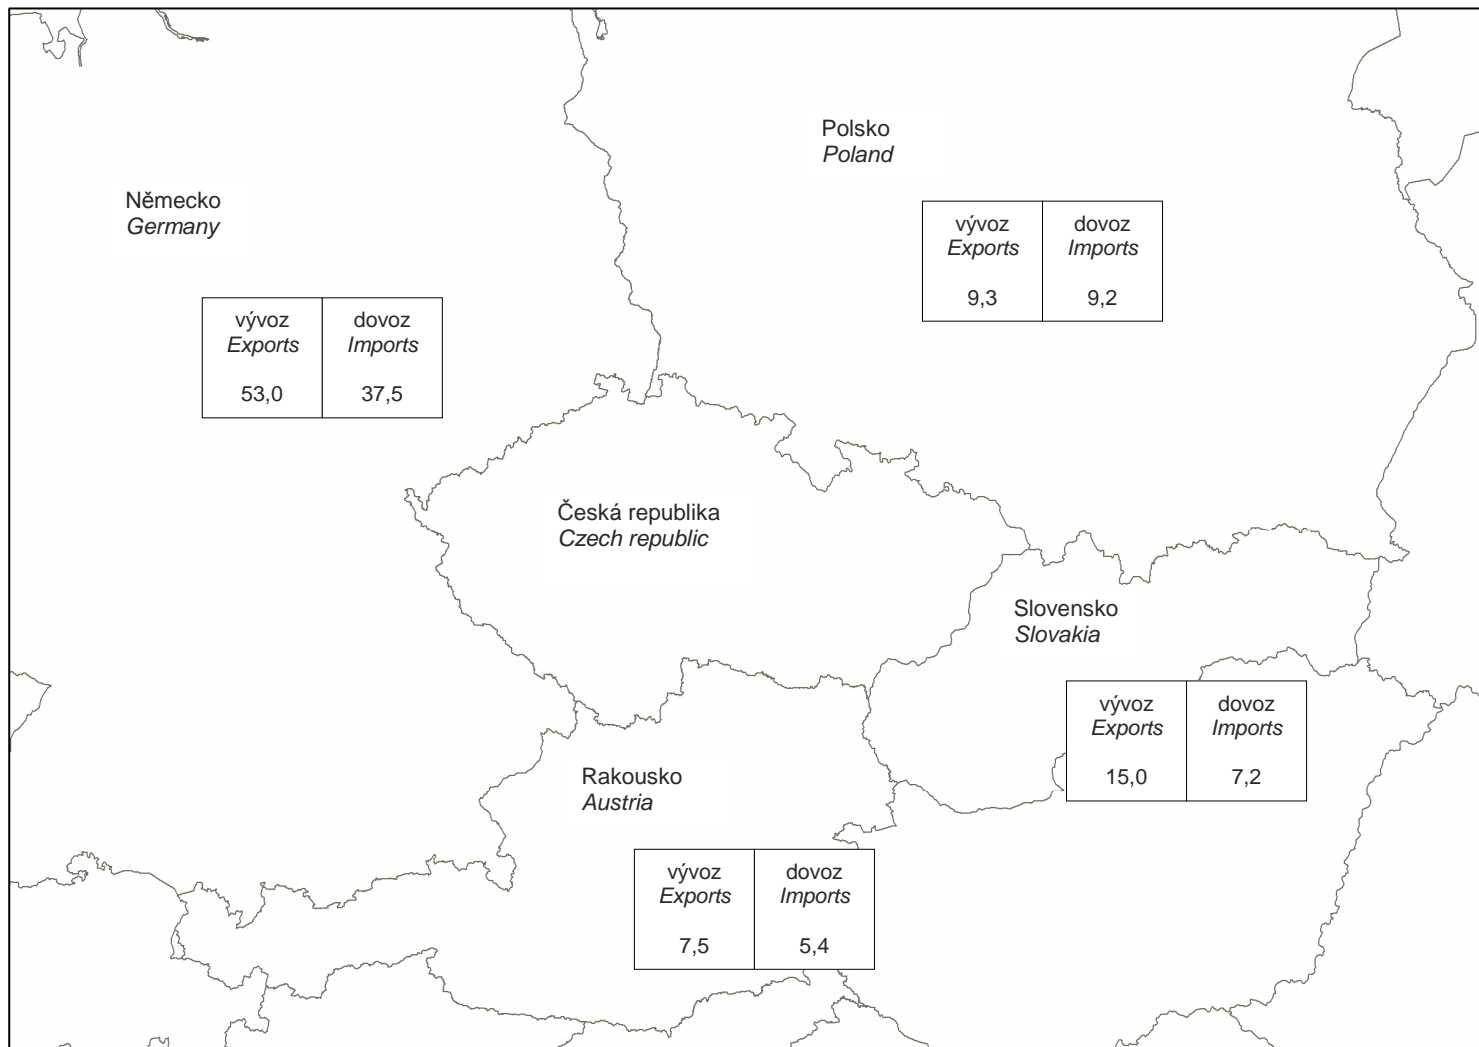 Polsko
Poland
Německo
Germany
vývoz
Exports
9,3
dovoz
Imports
9,2
vývoz
Exports
53,0
dovoz
Imports
37,5
Česká republika
Czech republic
Slovensko
Slovakia
vývoz
Exports
15,0
dovoz
Imports
7,2
Rakousko
Austria
vývoz
Exports
7,5
dovoz
Imports
5,4